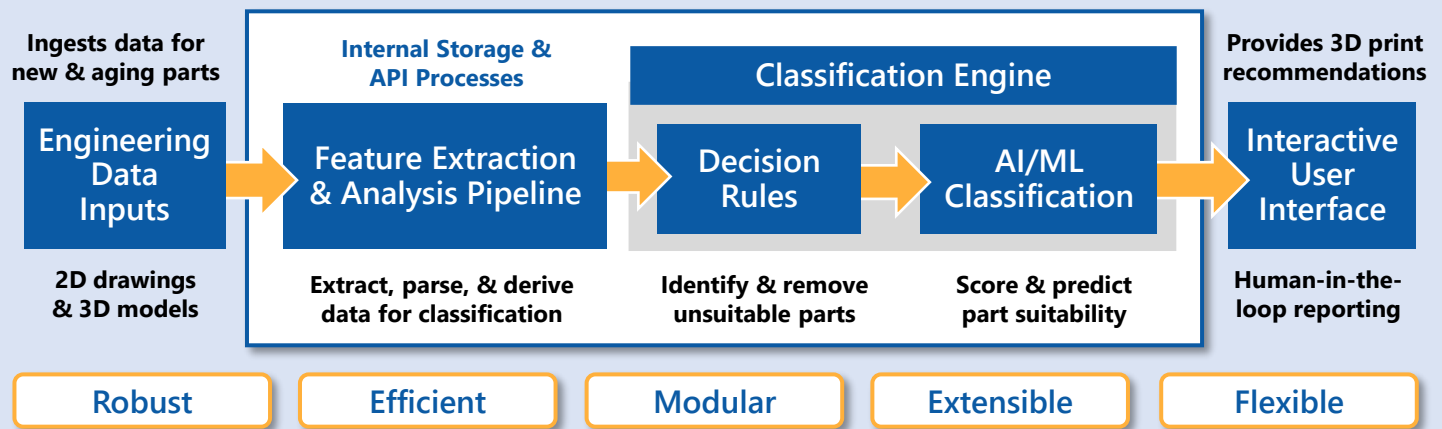 Ingests data for
new & aging parts
Engineering
Data
Inputs
2D drawings
& 3D models
Internal Storage &
API Processes
Feature Extraction
& Analysis Pipeline
Extract, parse, & derive
data for classification
Classification Engine
Decision
Rules
Identify & remove
unsuitable parts
AI/ML
Classification
Score & predict
part suitability
Provides 3D print
recommendations
Interactive
User
Interface
Human-in-the-
loop reporting
Robust
Efficient
Modular
Extensible
Flexible